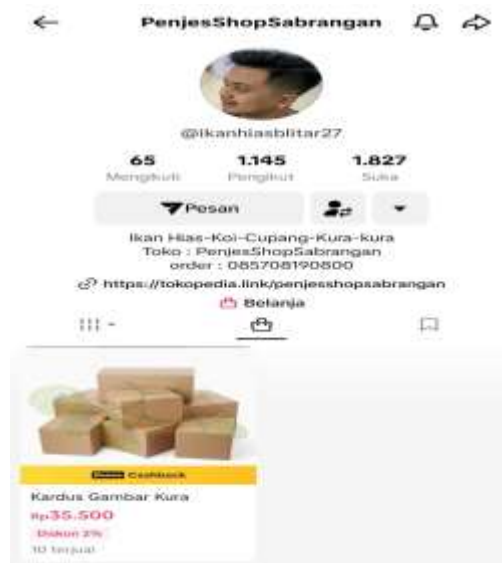 PenjesShopSabrangan
@ikanhiasblitar27
65 1.145 1.827
Mengikuti Pengikut Suka
Pesan
Ikan Hias-Koi-Cupang-Kura-kura
Toko : PenjesShopSabrangan
order : 085708190800
https://tokopedia.link/penjesshopsabrangan
Belanja
Cashback
Kardus Gambar Kura
Rp35.500
Diskon 2%
10 terjual